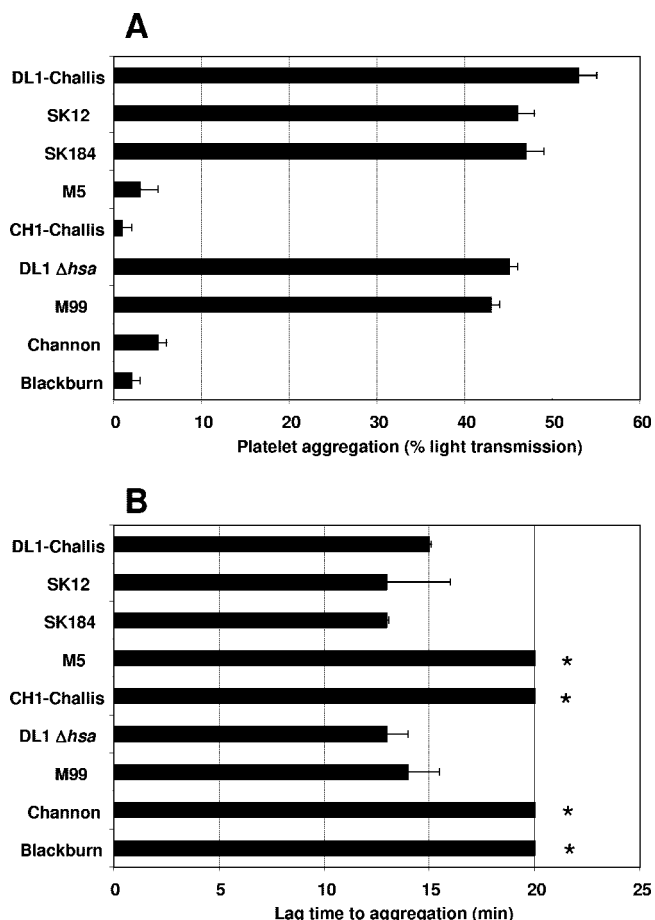 A
DL1-Challis
SK12
SK184
M5
CH1-Challis
DL1 Δhsa
M99
Channon
Blackburn
0 10 20 30 40 50 60
Platelet aggregation (% light transmission)
B
DL1-Challis
SK12
SK184
M5 *
CH1-Challis *
DL1 Δhsa
M99
Channon *
Blackburn *
0 5 10 15 20 25
Lag time to aggregation (min)